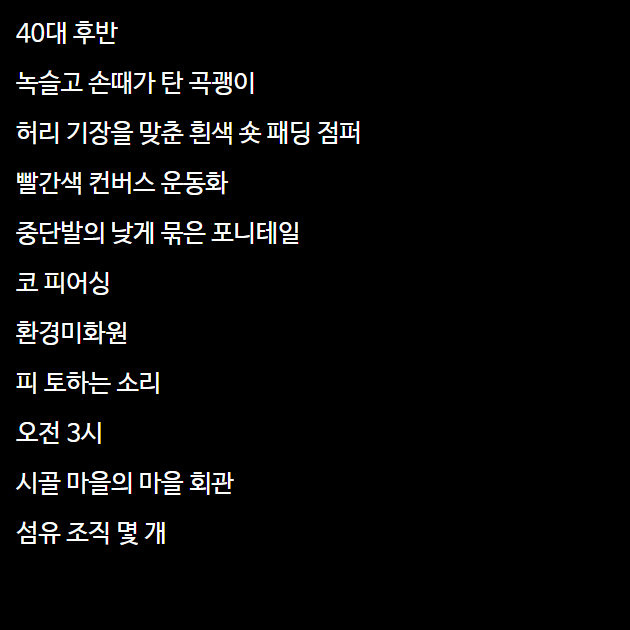 40대 후반
녹슬고 손때가 탄 곡괭이
허리 기장을 맞춘 흰색 숏 패딩 점퍼
빨간색 컨버스 운동화
중단발의 낮게 묶은 포니테일
코 피어싱
환경미화원
피 토하는 소리
오전 3시
시골 마을의 마을 회관
섬유 조직 몇 개